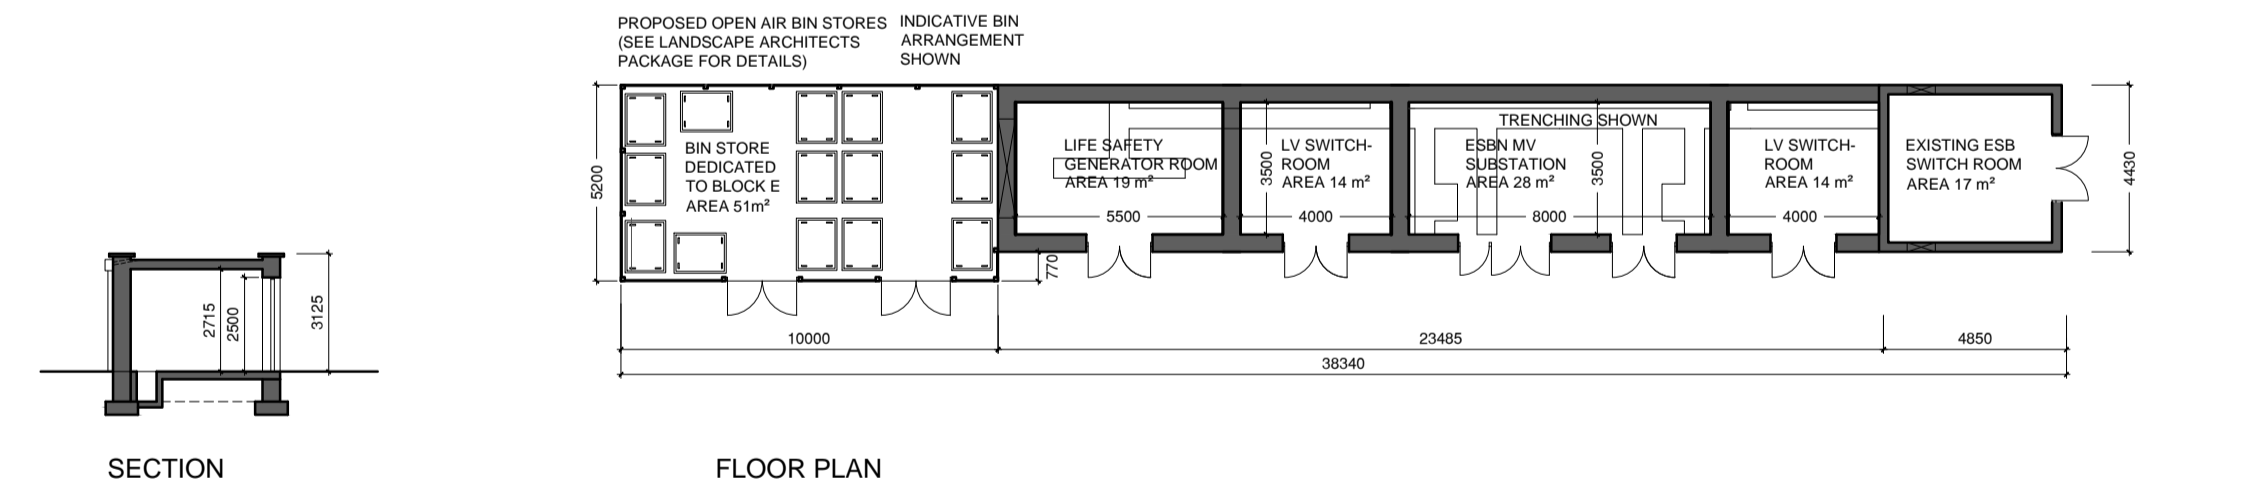 PROPOSED OPEN AIR BIN STORES
(SEE LANDSCAPE ARCHITECTS
PACKAGE FOR DETAILS)
INDICATIVE BIN
ARRANGEMENT
SHOWN
BIN STORE
DEDICATED
TO BLOCK E
AREA 51m²
LIFE SAFETY
GENERATOR ROOM
AREA 19 m²
LV SWITCH-
ROOM
AREA 14 m²
TRENCHING SHOWN
ESBN MV
SUBSTATION
AREA 28 m²
LV SWITCH-
ROOM
AREA 14 m²
EXISTING ESB
SWITCH ROOM
AREA 17 m²
5200
3500
3500
4430
5500
4000
8000
4000
770
10000
23485
4850
38340
2715
2500
3125
SECTION
FLOOR PLAN